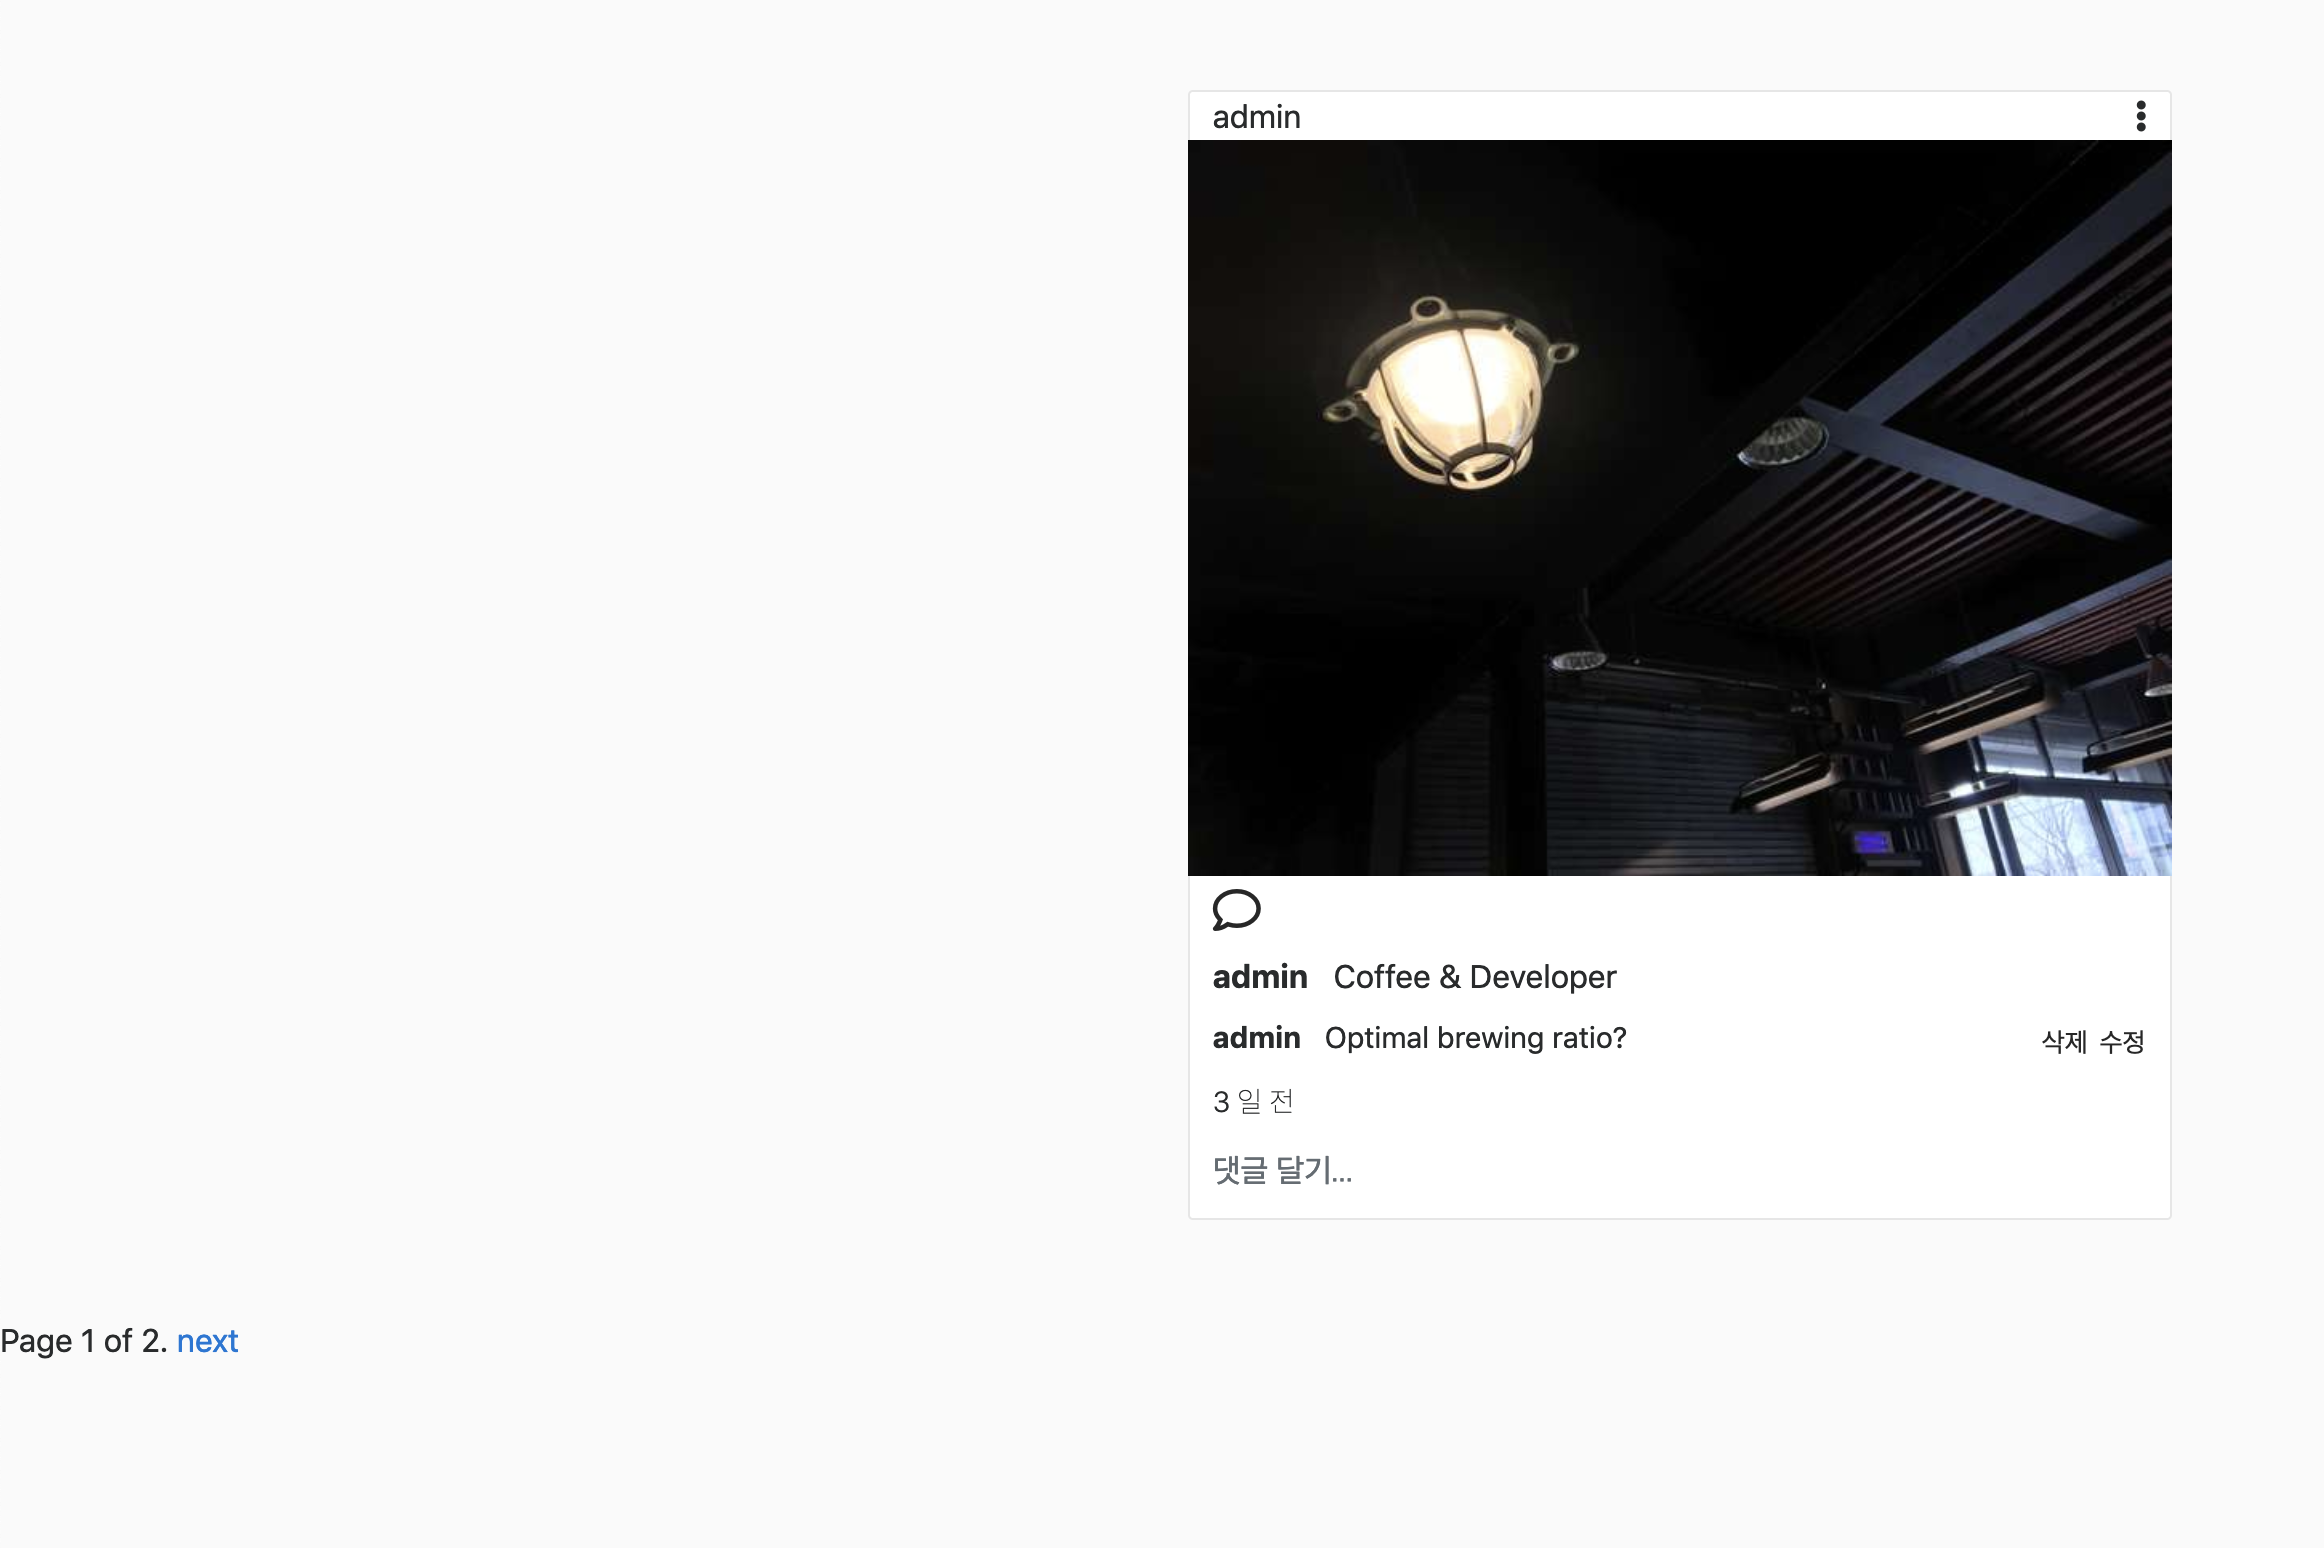 admin
admin Coffee & Developer
admin Optimal brewing ratio? 삭제 수정
3 일 전
댓글 달기...
Page 1 of 2. next